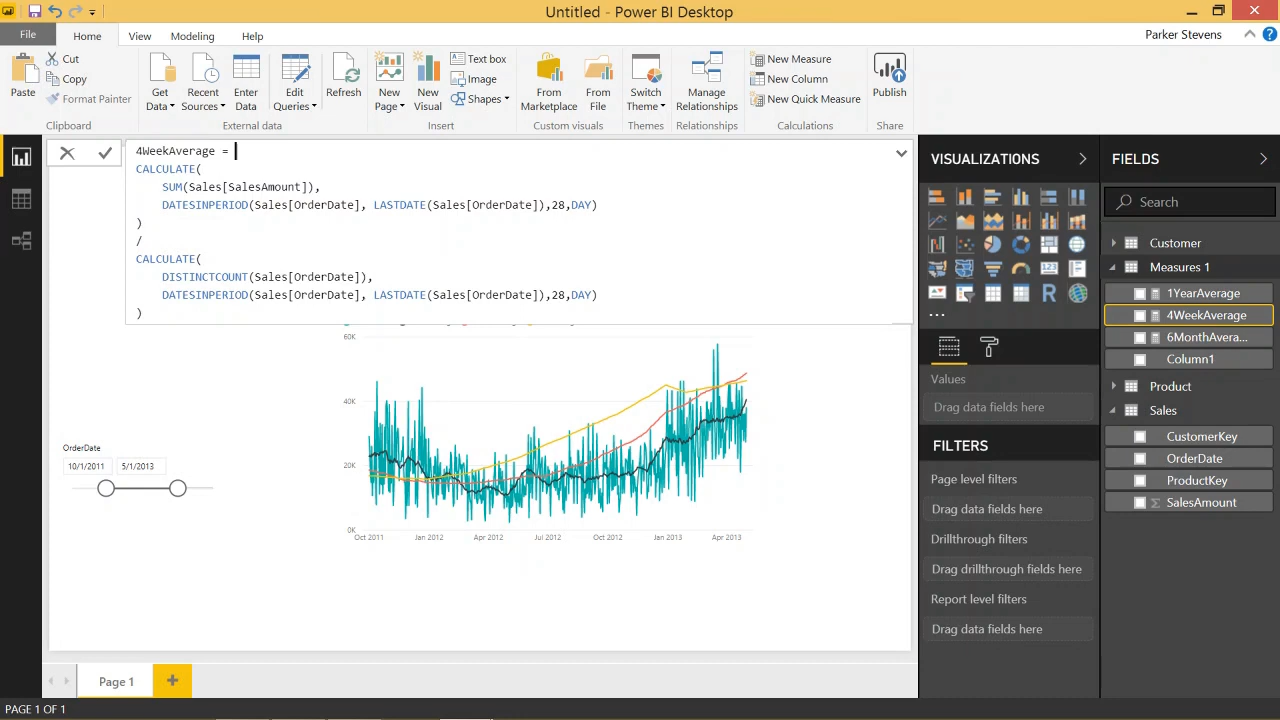 Untitled - Power BI Desktop
File
Home
View
Modeling
Help
Parker Stevens
Paste
Cut
Copy
Format Painter
Clipboard
Get Data
Recent Sources
Enter Data
Edit Queries
Refresh
External data
New Page
New Visual
Text box
Image
Shapes
Insert
From Marketplace
From File
Custom visuals
Switch Theme
Themes
Manage Relationships
Relationships
New Measure
New Column
New Quick Measure
Calculations
Publish
Share
4WeekAverage =
CALCULATE(
SUM(Sales[SalesAmount]),
DATESINPERIOD(Sales[OrderDate], LASTDATE(Sales[OrderDate]),28,DAY)
)
/
CALCULATE(
DISTINCTCOUNT(Sales[OrderDate]),
DATESINPERIOD(Sales[OrderDate], LASTDATE(Sales[OrderDate]),28,DAY)
)
60K
40K
20K
0K
Oct 2011
Jan 2012
Apr 2012
Jul 2012
Oct 2012
Jan 2013
Apr 2013
OrderDate
10/1/2011
5/1/2013
VISUALIZATIONS
123
R
Values
Drag data fields here
FILTERS
Page level filters
Drag data fields here
Drillthrough filters
Drag drillthrough fields here
Report level filters
Drag data fields here
FIELDS
Search
Customer
Measures 1
1YearAverage
4WeekAverage
6MonthAvera...
Column1
Product
Sales
CustomerKey
OrderDate
ProductKey
SalesAmount
Page 1
PAGE 1 OF 1